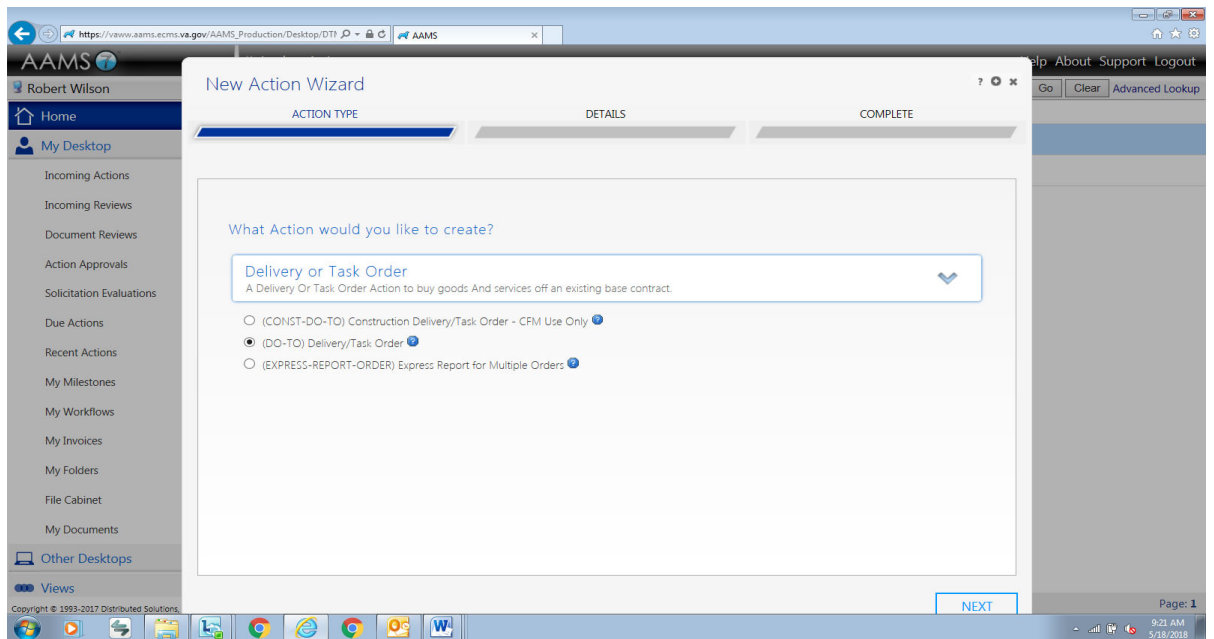 https://vaww.aams.ecms.va.gov/AAMS_Production/Desktop/DTM
AAMS
AAMS 7
Help About Support Logout
Robert Wilson
Go Clear Advanced Lookup
New Action Wizard
ACTION TYPE DETAILS COMPLETE
Home
My Desktop
Incoming Actions
Incoming Reviews
Document Reviews
Action Approvals
Solicitation Evaluations
Due Actions
Recent Actions
My Milestones
My Workflows
My Invoices
My Folders
File Cabinet
My Documents
Other Desktops
Views
Copyright © 1993-2017 Distributed Solutions,
What Action would you like to create?
Delivery or Task Order
A Delivery Or Task Order Action to buy goods And services off an existing base contract.
(CONST-DO-TO) Construction Delivery/Task Order - CFM Use Only
(DO-TO) Delivery/Task Order
(EXPRESS-REPORT-ORDER) Express Report for Multiple Orders
NEXT
Page: 1
9:21 AM
5/18/2018